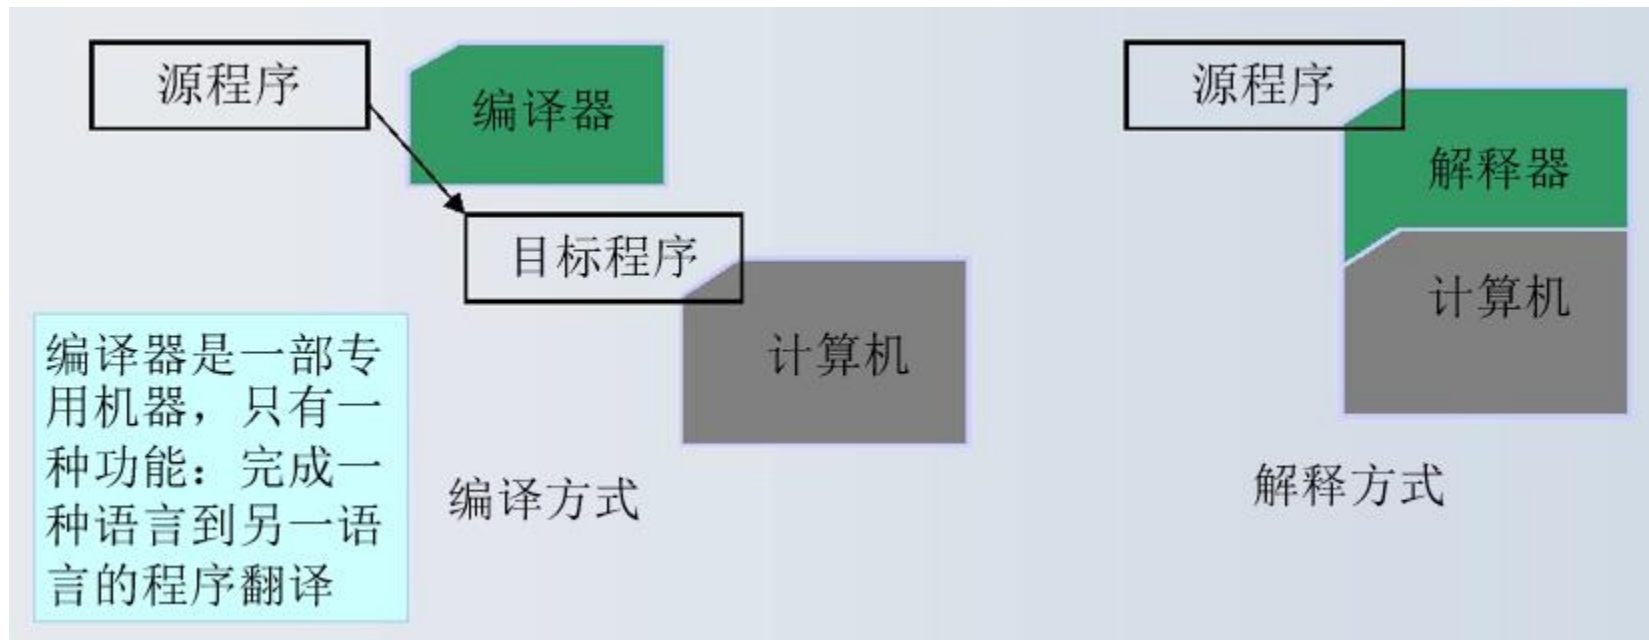 源程序
编译器
目标程序
计算机
编译器是一部专
用机器，只有一
种功能：完成一
种语言到另一语
言的程序翻译
编译方式
源程序
解释器
计算机
解释方式